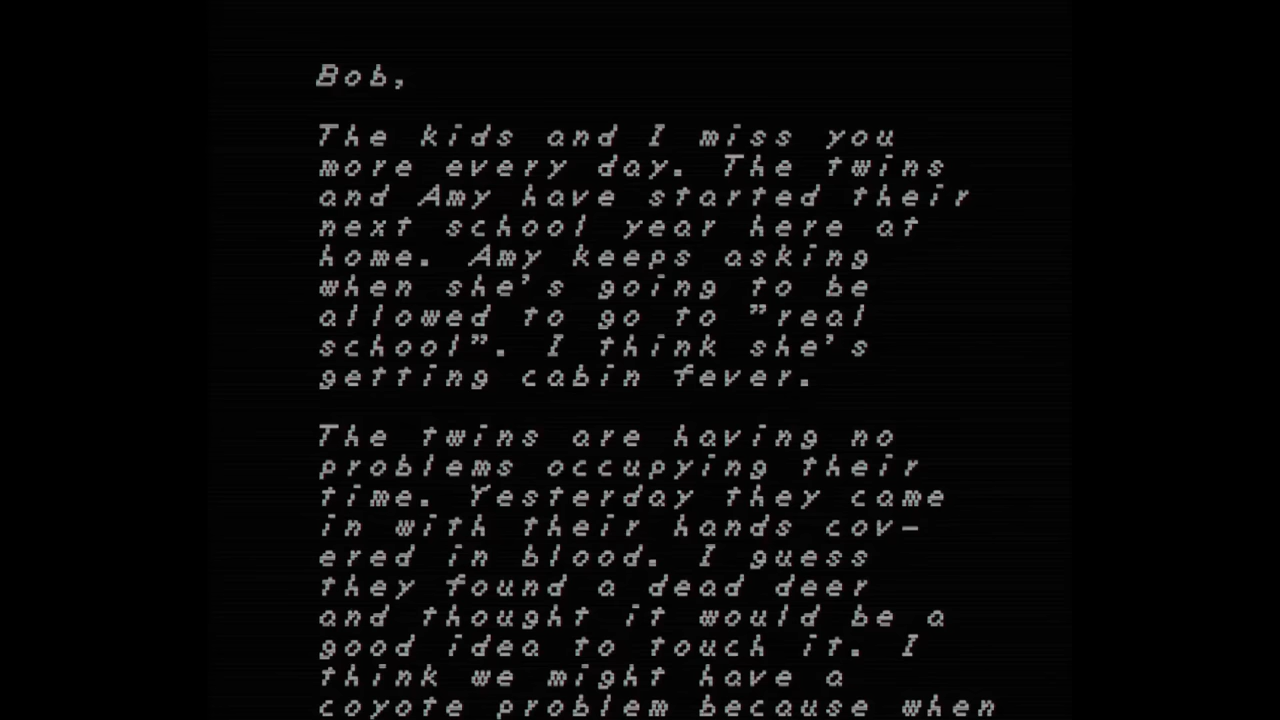 Bob,
The kids and I miss you
more every day. The twins
and Amy have started their
next school year here at
home. Amy keeps asking
when she's going to be
allowed to go to "real
school". I think she's
getting cabin fever.
The twins are having no
problems occupying their
time. Yesterday they came
in with their hands cov-
ered in blood. I guess
they found a dead deer
and thought it would be a
good idea to touch it. I
think we might have a
coyote problem because when